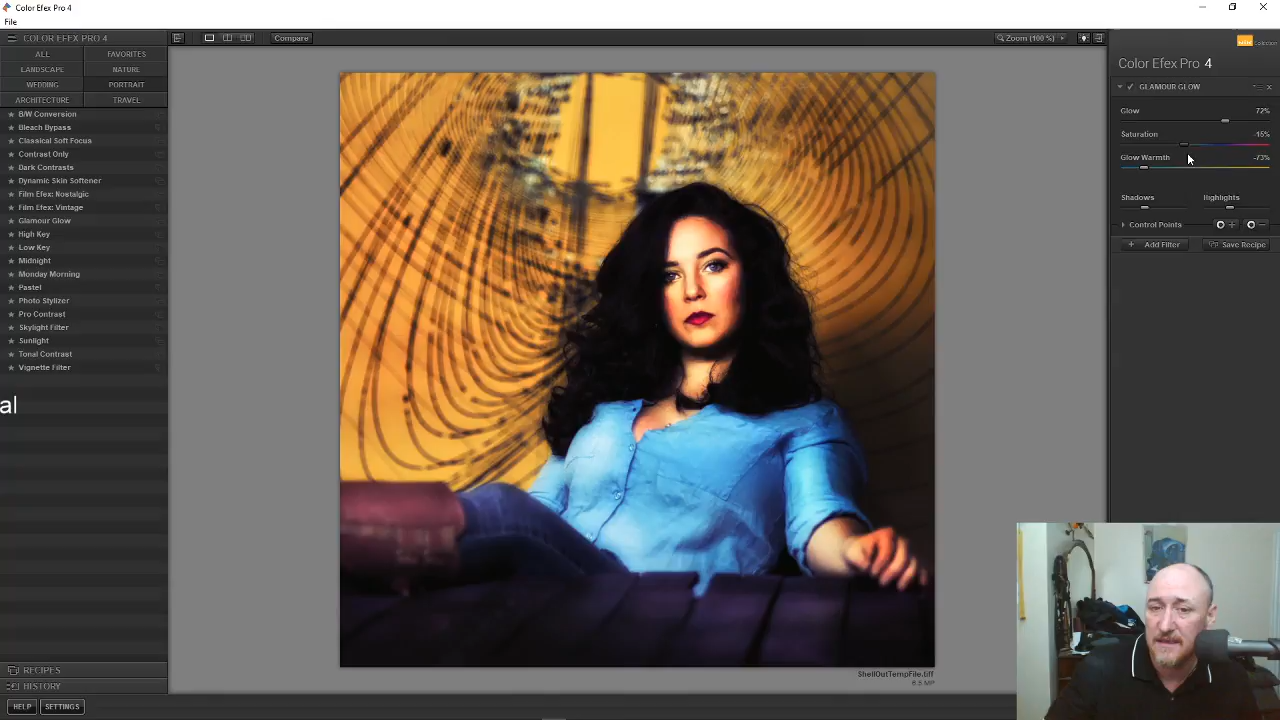 Color Efex Pro 4
File
COLOR EFEX PRO 4
Compare
Zoom (100 %)
ALL
FAVORITES
LANDSCAPE
NATURE
WEDDING
PORTRAIT
ARCHITECTURE
TRAVEL
B/W Conversion
Bleach Bypass
Classical Soft Focus
Contrast Only
Dark Contrasts
Dynamic Skin Softener
Film Efex: Nostalgic
Film Efex: Vintage
Glamour Glow
High Key
Low Key
Midnight
Monday Morning
Pastel
Photo Stylizer
Pro Contrast
Skylight Filter
Sunlight
Tonal Contrast
Vignette Filter
al
RECIPES
HISTORY
HELP
SETTINGS
ShellOutTempFile.tiff
Color Efex Pro 4
GLAMOUR GLOW
Glow 72%
Saturation -15%
Glow Warmth -73%
Shadows
Highlights
Control Points
Add Filter
Save Recipe